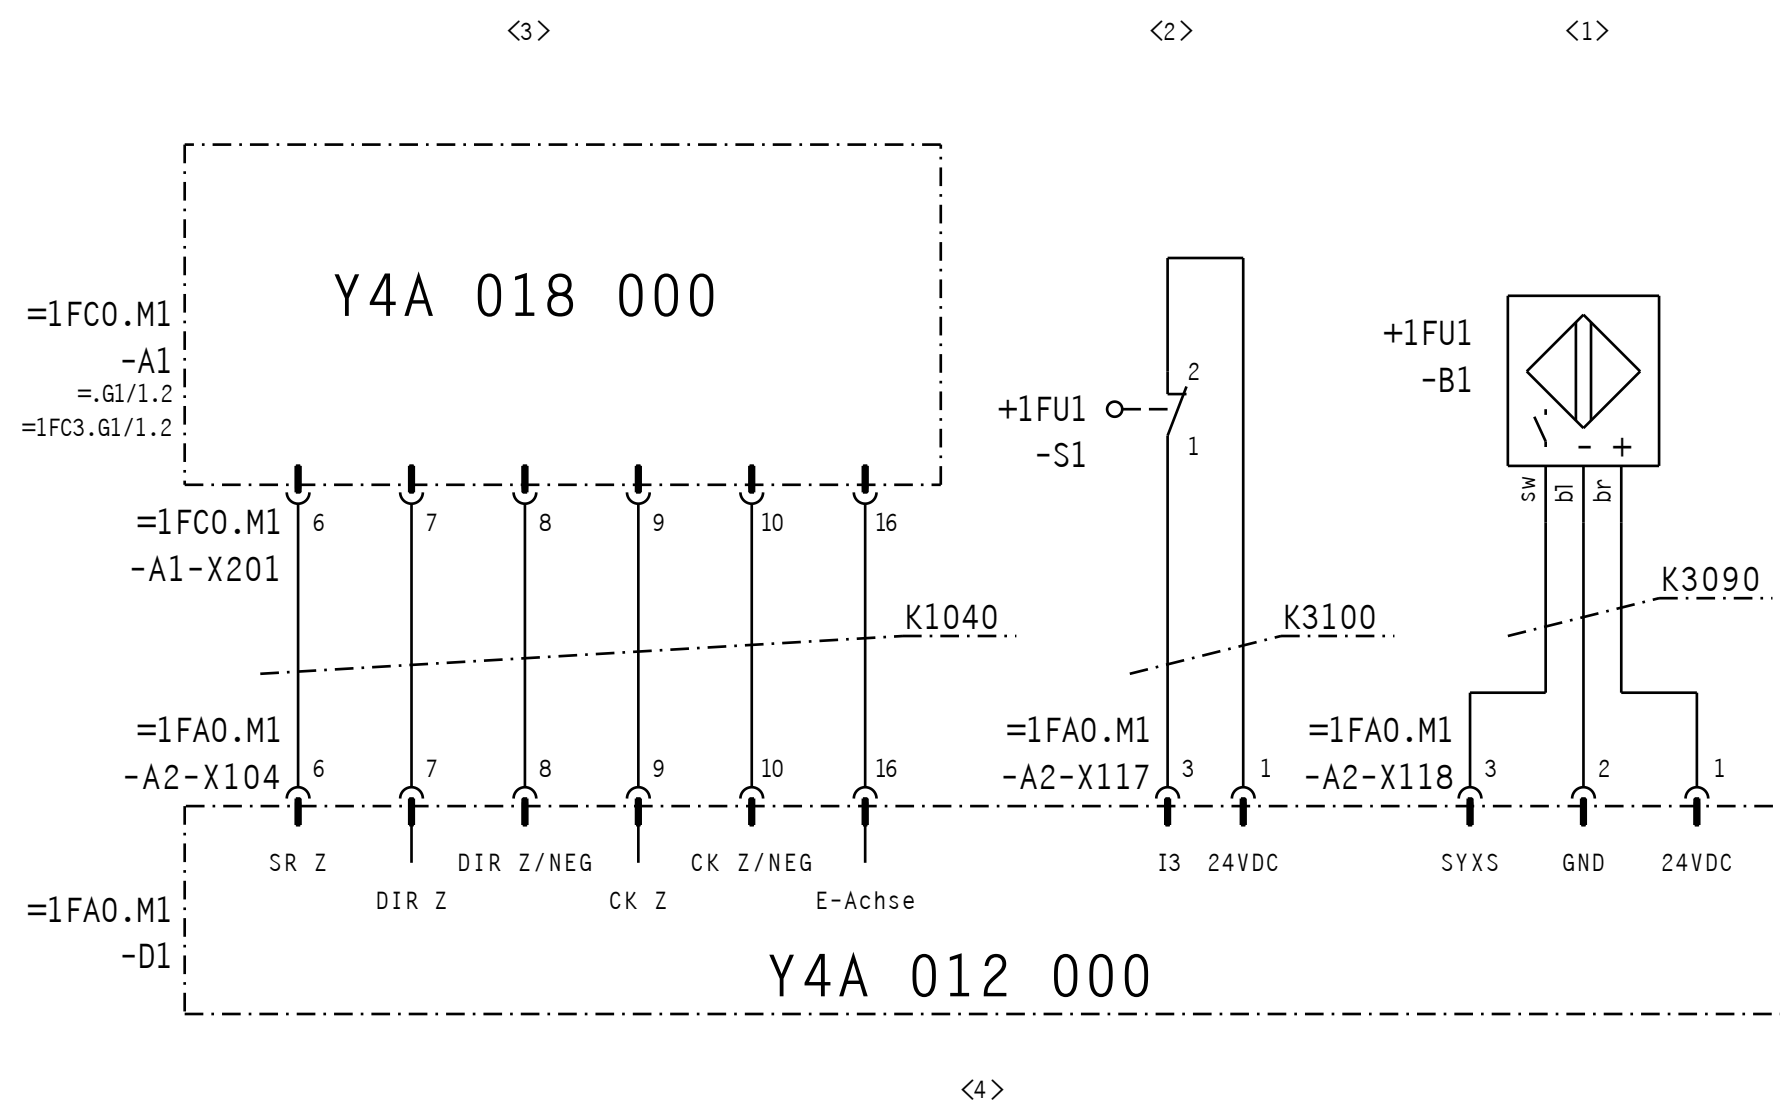 <3> <2> <1>
Y4A 018 000
=1FC0.M1
-A1
=.G1/1.2
=1FC3.G1/1.2
+1FU1
-S1
2
1
+1FU1
-B1
- +
sw bl br
=1FC0.M1
-A1-X201
6 7 8 9 10 16
K1040
K3100
K3090
=1FA0.M1
-A2-X104
6 7 8 9 10 16
=1FA0.M1
-A2-X117
3 1
=1FA0.M1
-A2-X118
3 2 1
SR Z DIR Z/NEG CK Z/NEG I3 24VDC SYXS GND 24VDC
DIR Z CK Z E-Achse
=1FA0.M1
-D1
Y4A 012 000
<4>